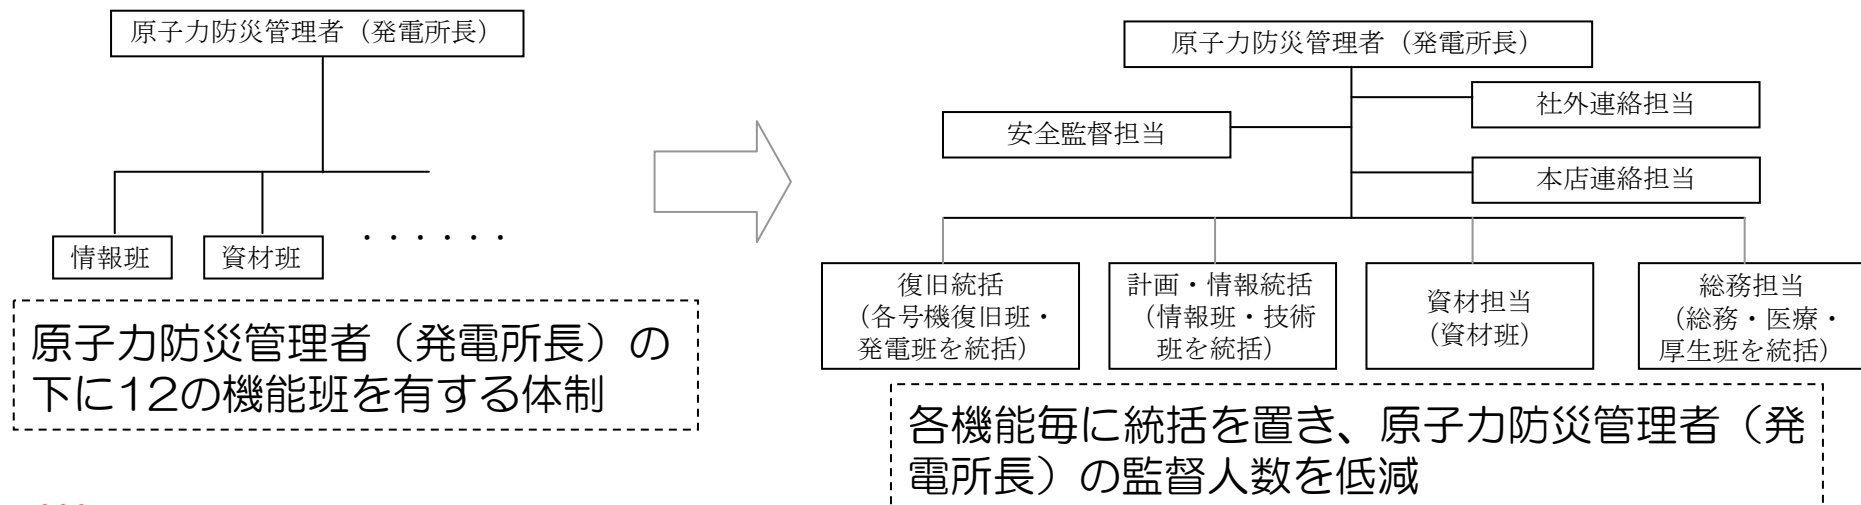 原子力防災管理者（発電所長）
情報班
資材班
・・・・・・
原子力防災管理者（発電所長）の
下に12の機能班を有する体制
原子力防災管理者（発電所長）
社外連絡担当
安全監督担当
本店連絡担当
復旧統括
（各号機復旧班・
発電班を統括）
計画・情報統括
（情報班・技術
班を統括）
資材担当
（資材班）
総務担当
（総務・医療・
厚生班を統括）
各機能毎に統括を置き、原子力防災管理者（発
電所長）の監督人数を低減